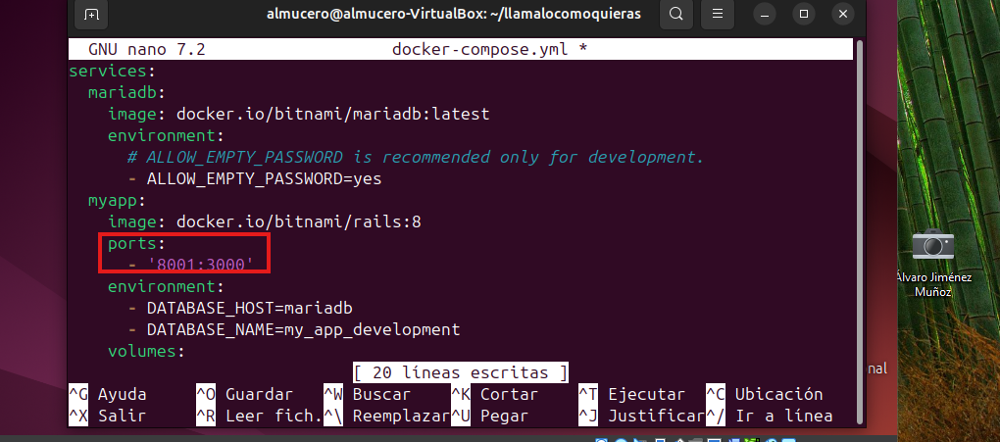 almucero@almucero-VirtualBox: ~/llamalocomoquieras
GNU nano 7.2 docker-compose.yml *
services:
mariadb:
image: docker.io/bitnami/mariadb:latest
environment:
# ALLOW_EMPTY_PASSWORD is recommended only for development.
- ALLOW_EMPTY_PASSWORD=yes
myapp:
image: docker.io/bitnami/rails:8
ports:
- '8001:3000'
environment:
- DATABASE_HOST=mariadb
- DATABASE_NAME=my_app_development
volumes:
[ 20 líneas escritas ]
^G Ayuda ^O Guardar ^W Buscar ^K Cortar ^T Ejecutar ^C Ubicación
^X Salir ^R Leer fich. ^\ Reemplazar ^U Pegar ^J Justificar ^/ Ir a línea
Álvaro Jiménez
Muñoz
nal